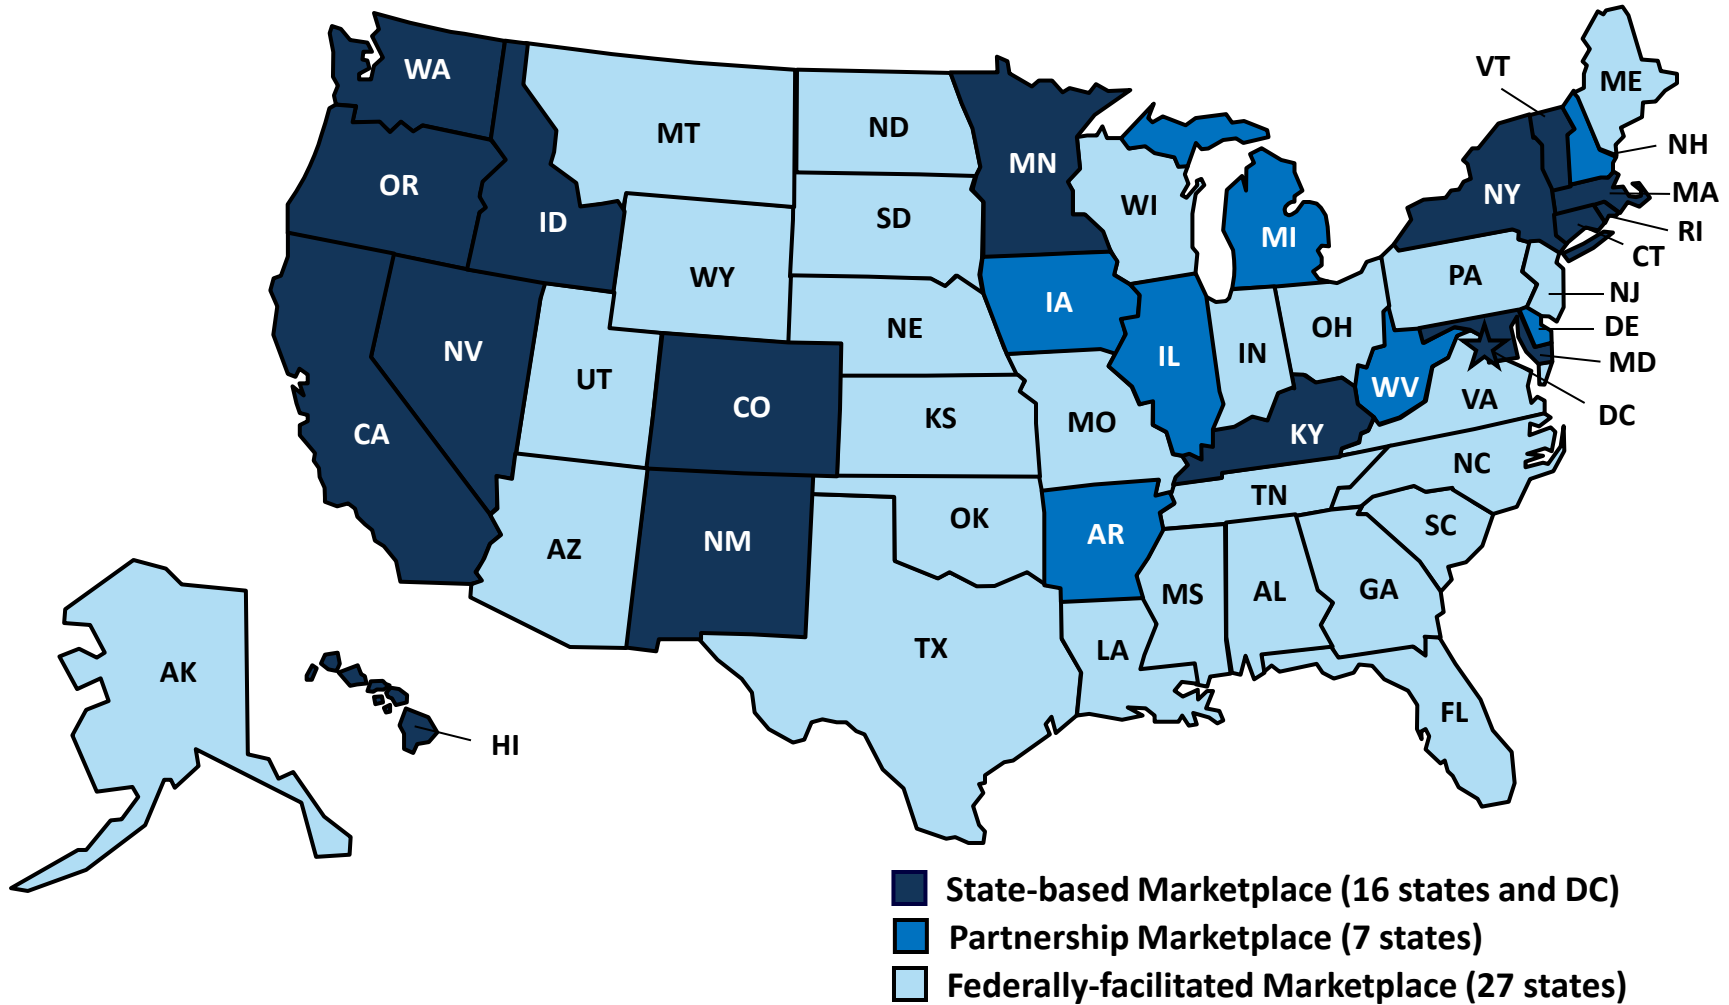 WA
OR
ID
MT
ND
MN
WI
MI
VT
ME
NH
NY
MA
RI
CT
NJ
DE
MD
DC
PA
SD
WY
NE
IA
IL
IN
OH
WV
VA
NV
UT
CO
KS
MO
KY
CA
AZ
NM
OK
AR
TN
NC
SC
MS
AL
GA
TX
LA
FL
AK
HI
State-based Marketplace (16 states and DC)
Partnership Marketplace (7 states)
Federally-facilitated Marketplace (27 states)